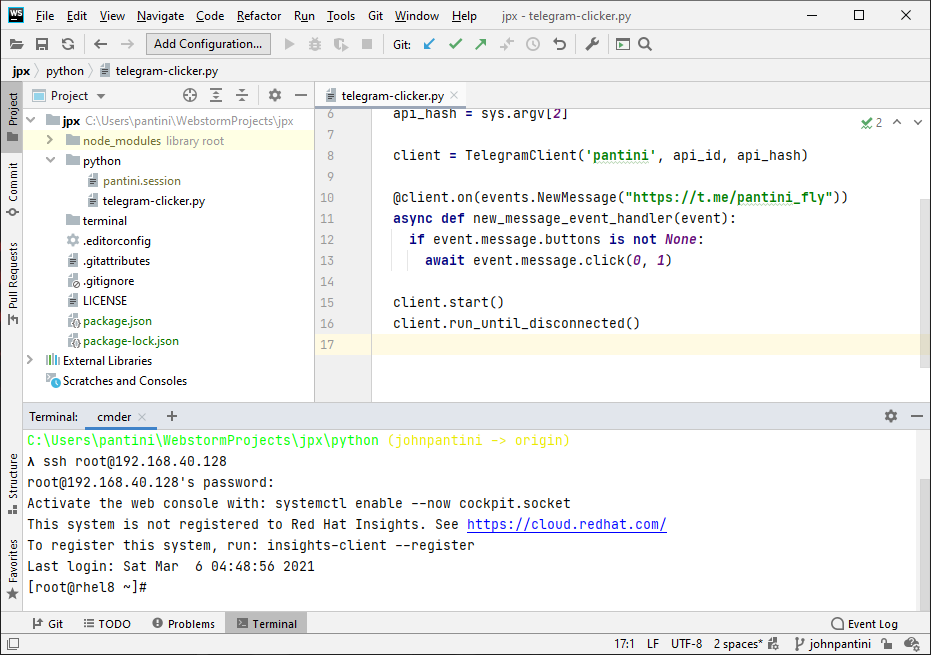 WS File Edit View Navigate Code Refactor Run Tools Git Window Help jpx - telegram-clicker.py
Add Configuration... Git:
jpx python telegram-clicker.py
Project
telegram-clicker.py
jpx C:\Users\pantini\WebstormProjects\jpx
node_modules library root
python
pantini.session
telegram-clicker.py
terminal
.editorconfig
.gitattributes
.gitignore
LICENSE
package.json
package-lock.json
External Libraries
Scratches and Consoles
Project
Commit
Pull Requests
Structure
Favorites
2
6 api_hash = sys.argv[2]
7
8 client = TelegramClient('pantini', api_id, api_hash)
9
10 @client.on(events.NewMessage("https://t.me/pantini_fly"))
11 async def new_message_event_handler(event):
12 if event.message.buttons is not None:
13 await event.message.click(0, 1)
14
15 client.start()
16 client.run_until_disconnected()
17
Terminal: cmder
C:\Users\pantini\WebstormProjects\jpx\python (johnpantini -> origin)
λ ssh root@192.168.40.128
root@192.168.40.128's password:
Activate the web console with: systemctl enable --now cockpit.socket
This system is not registered to Red Hat Insights. See https://cloud.redhat.com/
To register this system, run: insights-client --register
Last login: Sat Mar  6 04:48:56 2021
[root@rhel8 ~]#
Git TODO Problems Terminal Event Log
17:1 LF UTF-8 2 spaces* johnpantini